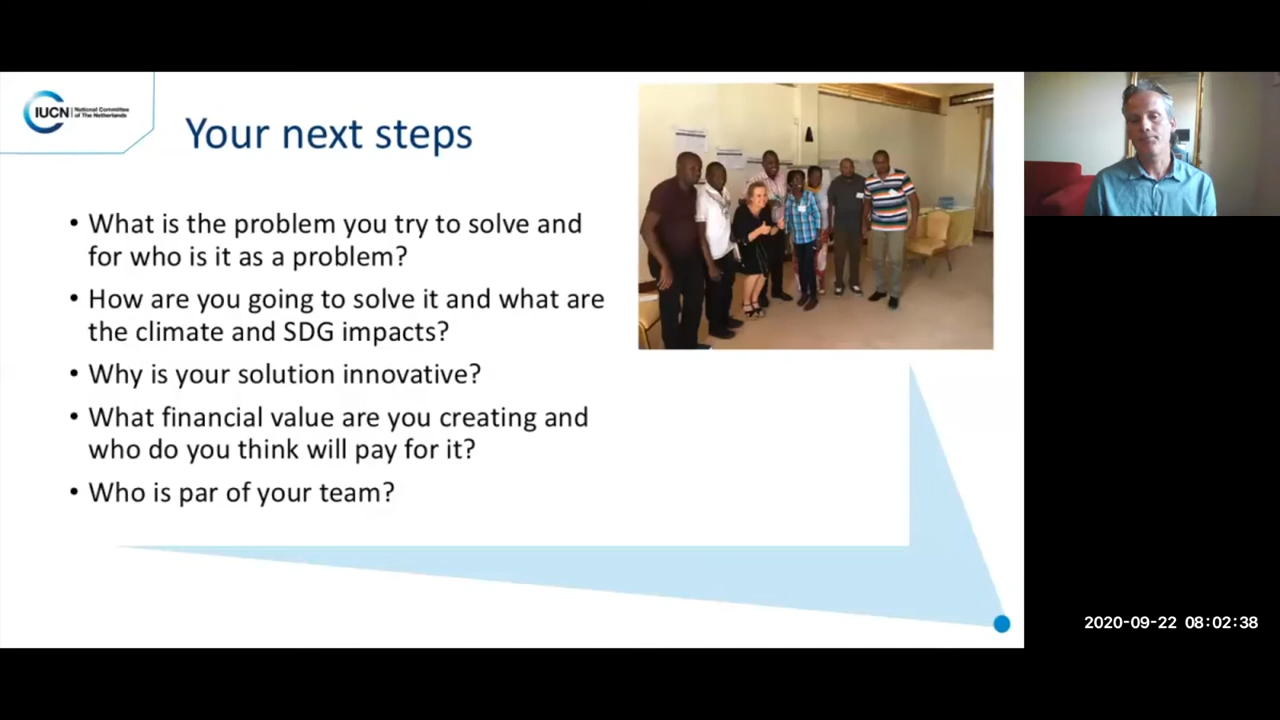 IUCN
National Committee
of The Netherlands
Your next steps
• What is the problem you try to solve and
for who is it as a problem?
• How are you going to solve it and what are
the climate and SDG impacts?
• Why is your solution innovative?
• What financial value are you creating and
who do you think will pay for it?
• Who is par of your team?
2020-09-22 08:02:38